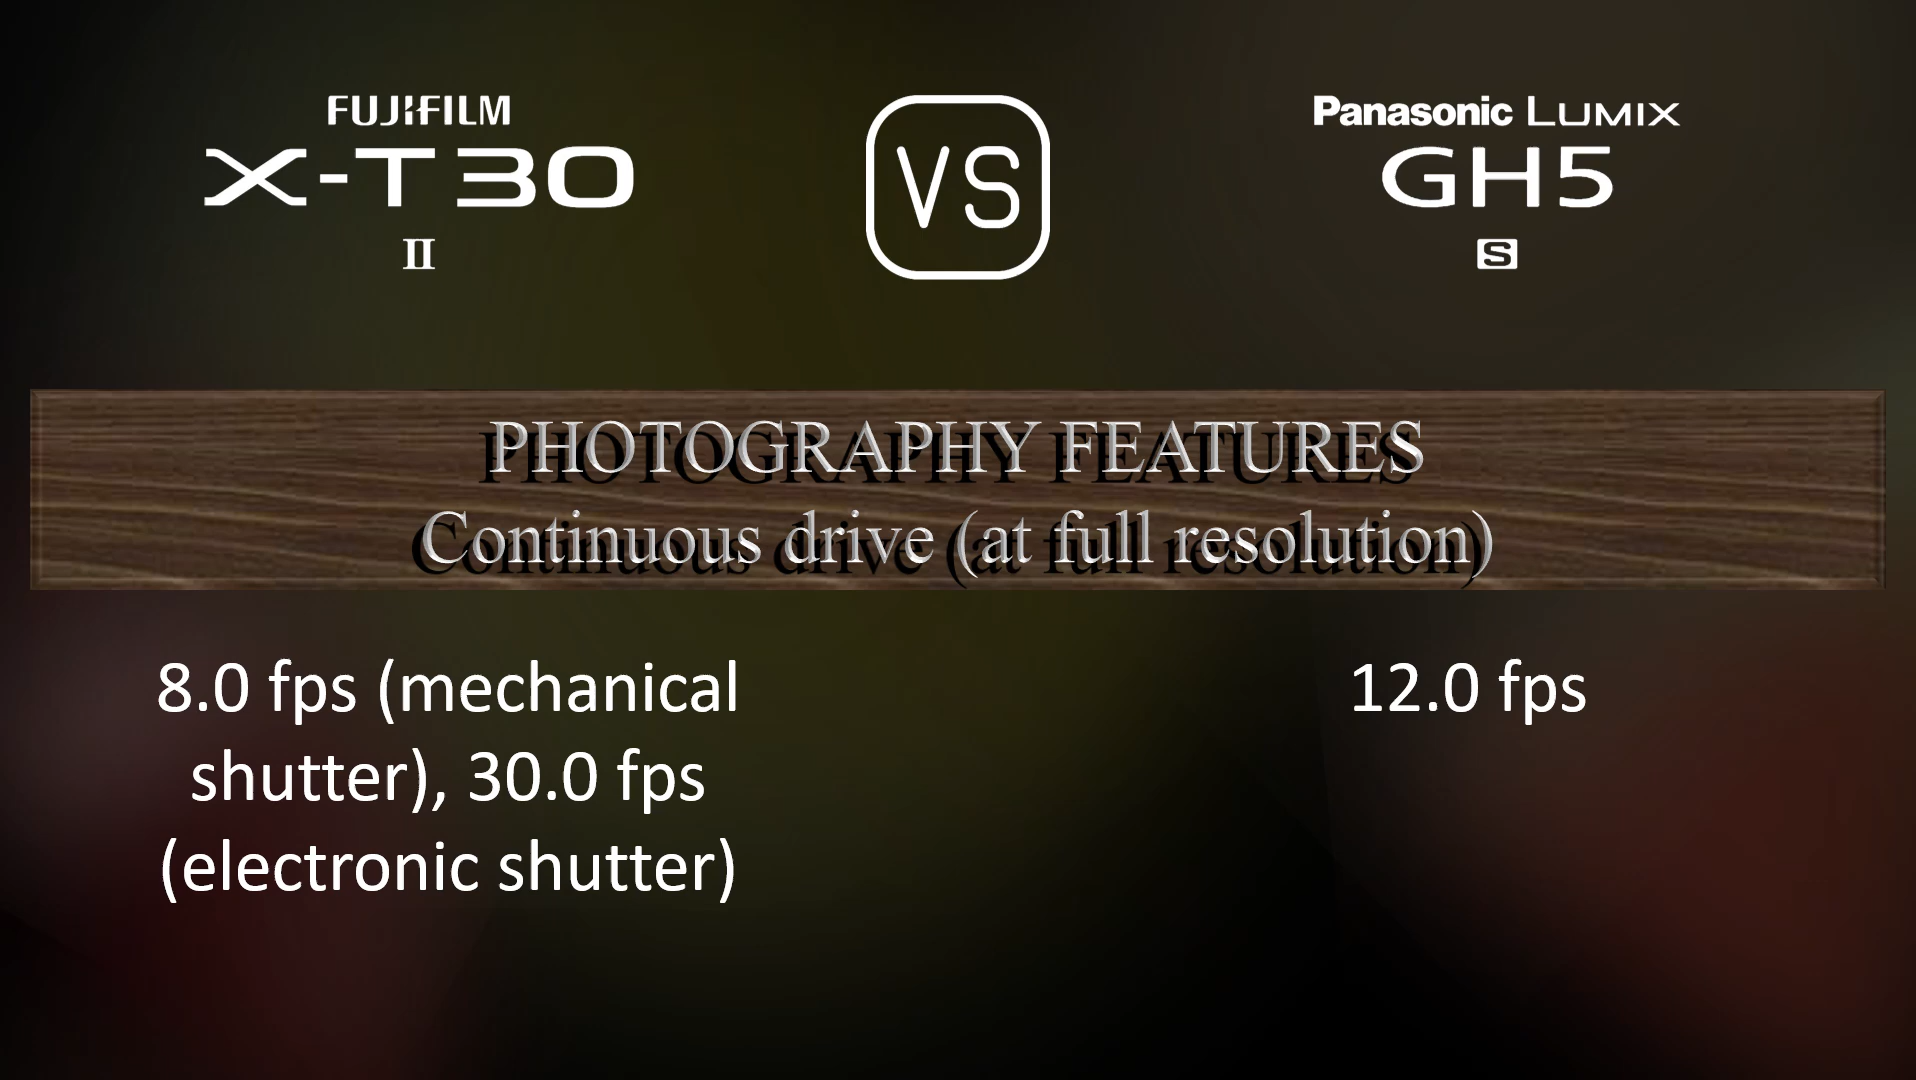 FUJIFILM
X-T30
II
VS
Panasonic LUMIX
GH5
S
PHOTOGRAPHY FEATURES
Continuous drive (at full resolution)
8.0 fps (mechanical
shutter), 30.0 fps
(electronic shutter)
12.0 fps